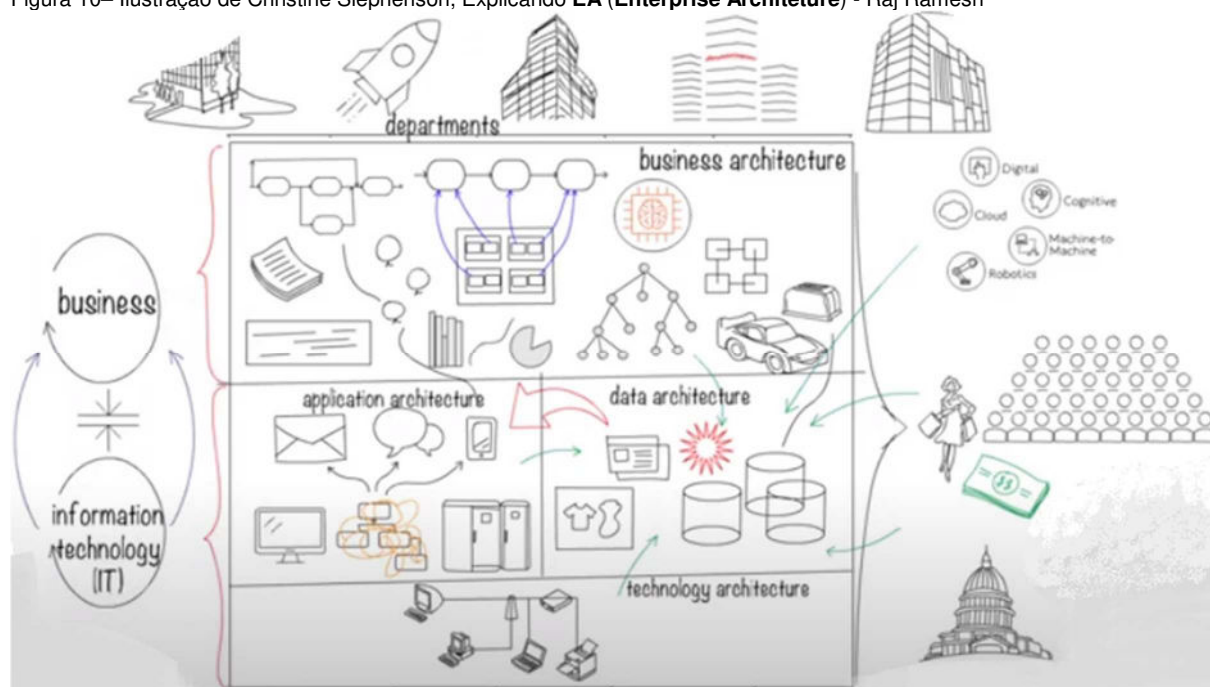 Figura 10– Ilustração de Christine Stephenson, Explicando EA (Enterprise Architeture) - Raj Ramesh
departments
business architecture
Digital
Cognitive
Cloud
Machine-to-
Machine
Robotics
business
application architecture
data architecture
information
technology
(IT)
$$
technology architecture